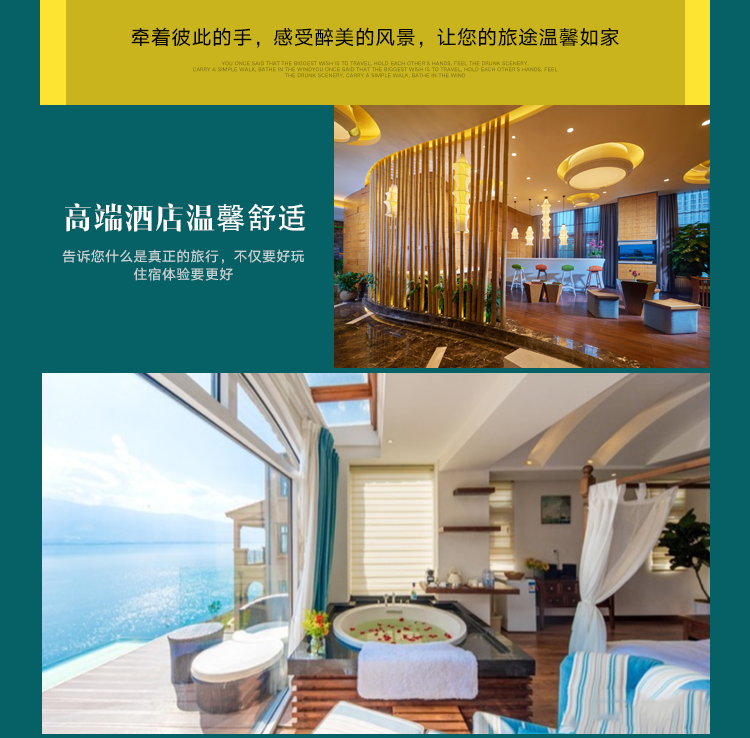 牵着彼此的手，感受醉美的风景，让您的旅途温馨如家
YOU ONCE SAID THAT THE BIGGEST WISH IS TO TRAVEL, HOLD EACH OTHER'S HANDS, FEEL THE DRUNK SCENERY,
CARRY A SIMPLE WALK, BATHE IN THE WINDYOU ONCE SAID THAT THE BIGGEST WISH IS TO TRAVEL, HOLD EACH OTHER'S HANDS, FEEL
THE DRUNK SCENERY, CARRY A SIMPLE WALK, BATHE IN THE WIND
高端酒店温馨舒适
告诉您什么是真正的旅行，不仅要好玩
住宿体验要更好